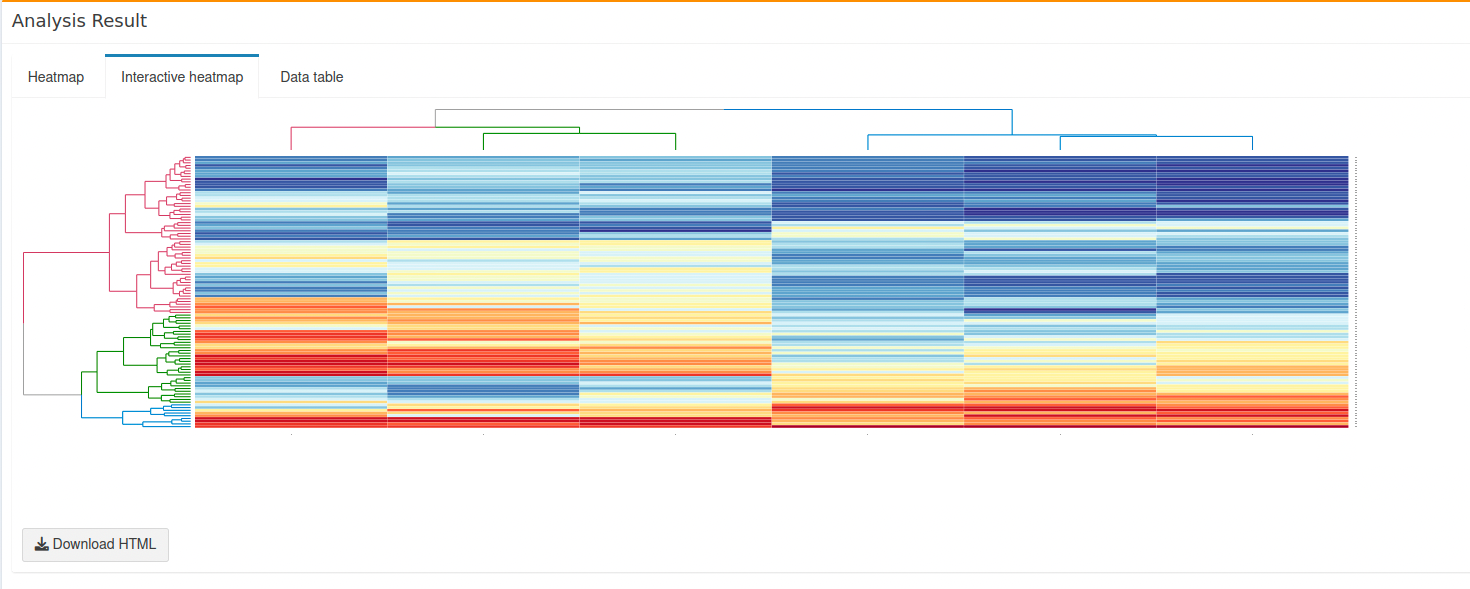 Analysis Result
Heatmap
Interactive heatmap
Data table
Download HTML